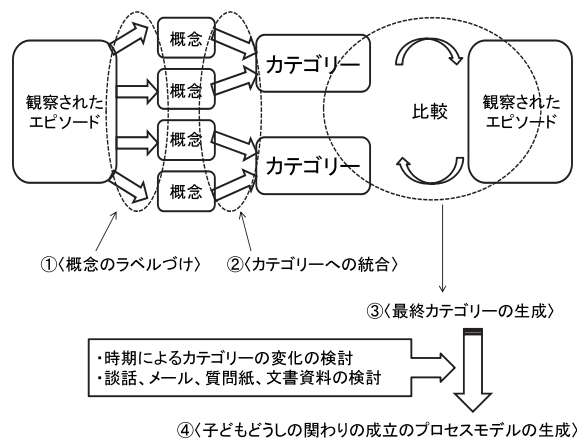 観察された
エピソード
概念
概念
概念
概念
カテゴリー
カテゴリー
比較
観察された
エピソード
①〈概念のラベルづけ〉
②〈カテゴリーへの統合〉
③〈最終カテゴリーの生成〉
・時期によるカテゴリーの変化の検討
・談話、メール、質問紙、文書資料の検討
④〈子どもどうしの関わりの成立のプロセスモデルの生成〉